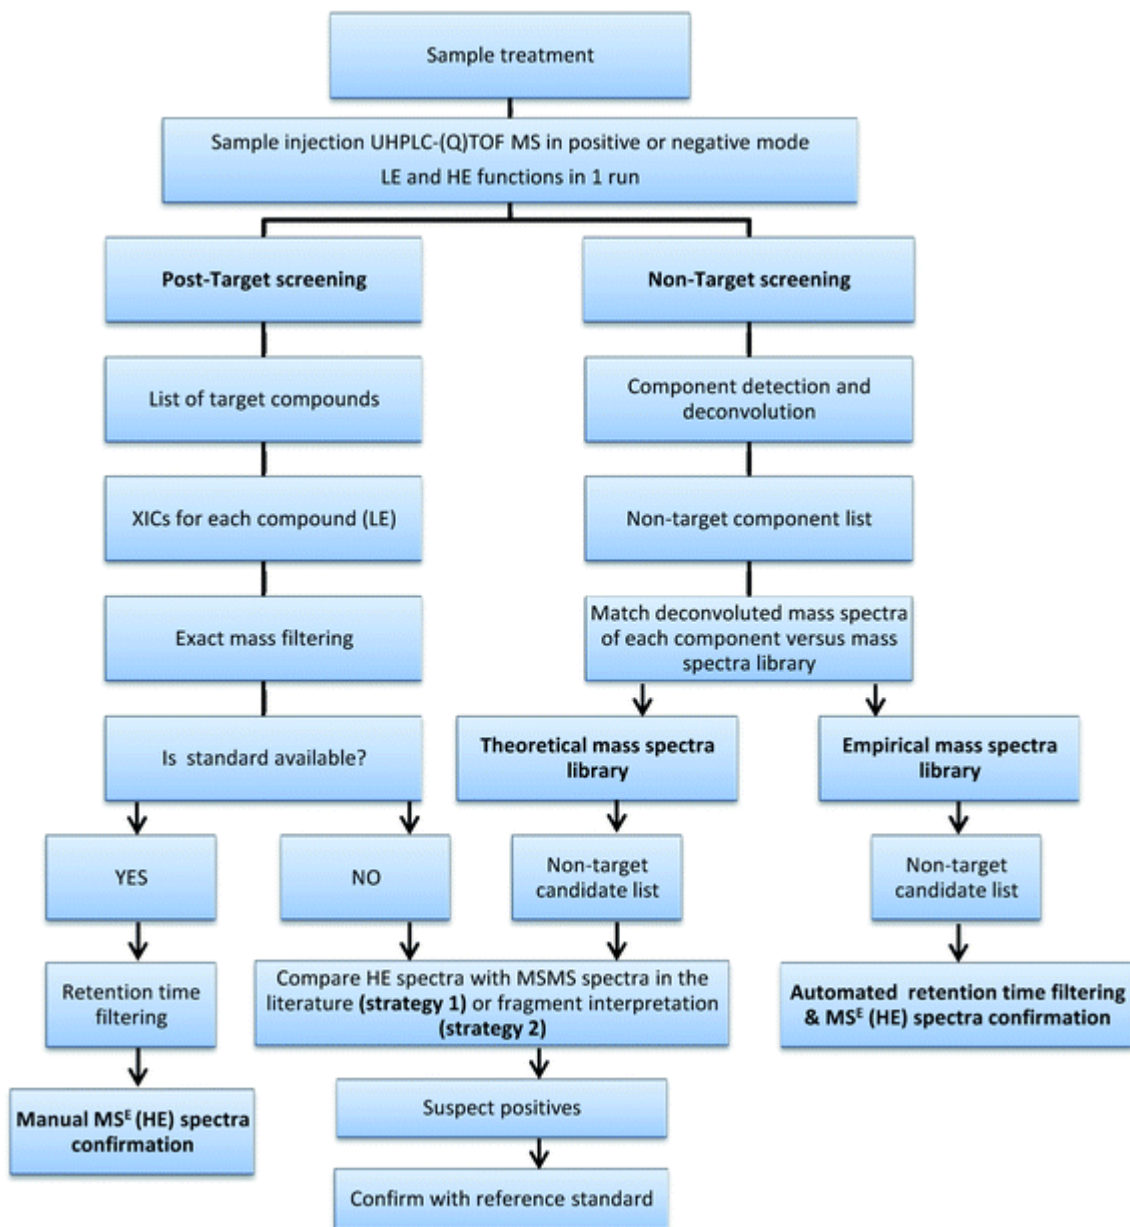 Sample treatment
Sample injection UHPLC-(Q)TOF MS in positive or negative mode
LE and HE functions in 1 run
Post-Target screening
Non-Target screening
List of target compounds
Component detection and
deconvolution
XICs for each compound (LE)
Non-target component list
Exact mass filtering
Match deconvoluted mass spectra
of each component versus mass
spectra library
Is standard available?
Theoretical mass spectra
library
Empirical mass spectra
library
YES
NO
Non-target
candidate list
Non-target
candidate list
Retention time
filtering
Compare HE spectra with MSMS spectra in the
literature (strategy 1) or fragment interpretation
(strategy 2)
Automated retention time filtering
& MSᴱ (HE) spectra confirmation
Manual MSᴱ (HE) spectra
confirmation
Suspect positives
Confirm with reference standard